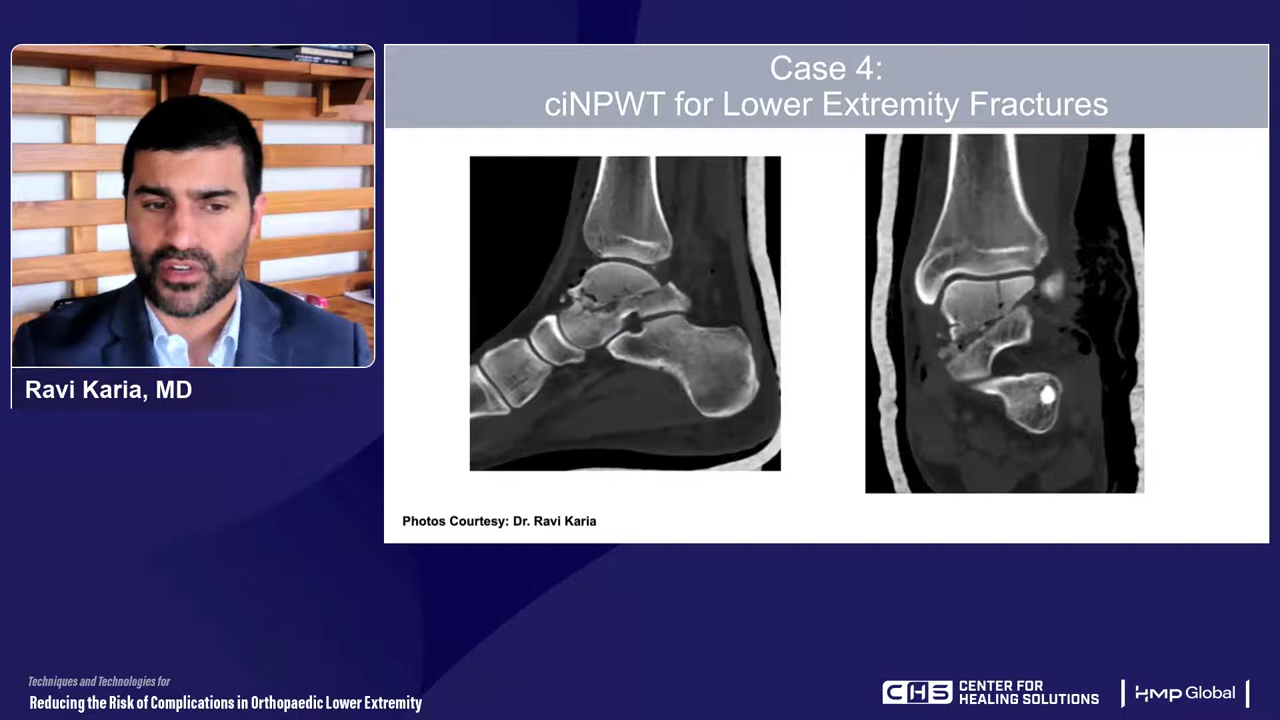 Case 4:
ciNPWT for Lower Extremity Fractures
Ravi Karia, MD
Photos Courtesy: Dr. Ravi Karia
Techniques and Technologies for
Reducing the Risk of Complications in Orthopaedic Lower Extremity
CHS
CENTER FOR
HEALING SOLUTIONS
HMP Global